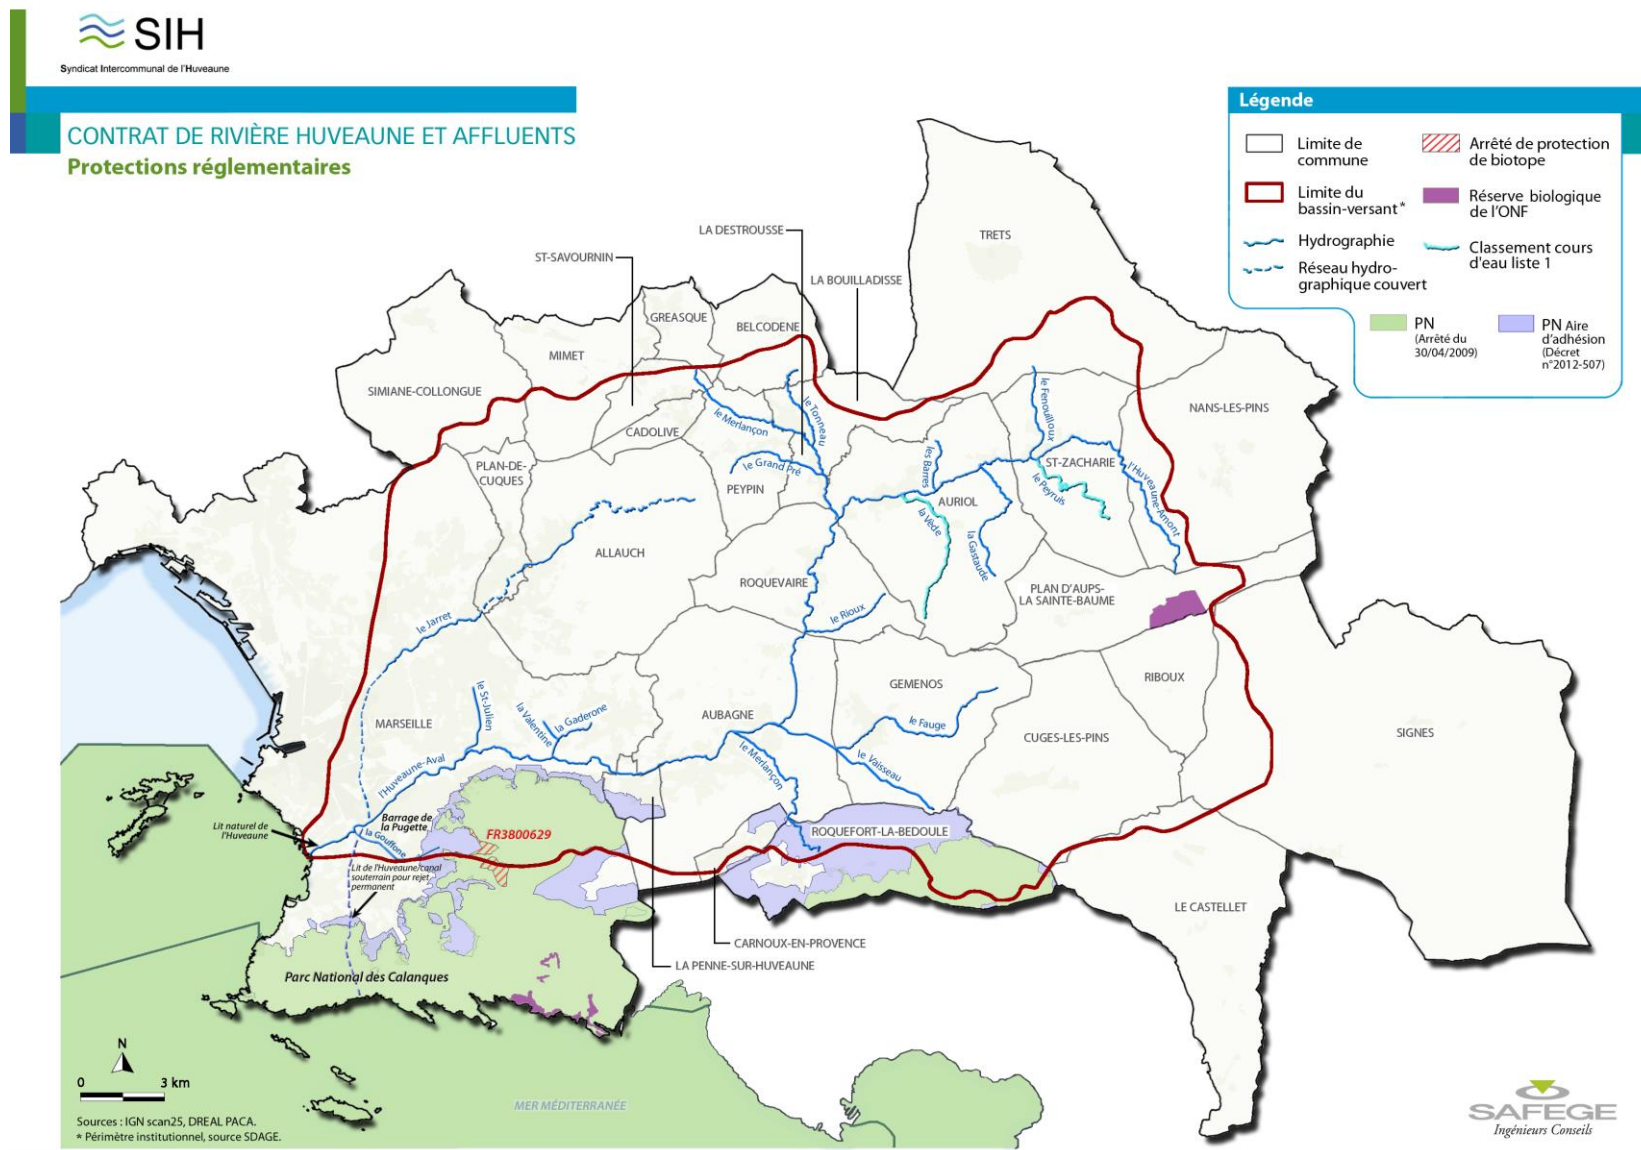 SIH
Syndicat Intercommunal de l'Huveaune
CONTRAT DE RIVIÈRE HUVEAUNE ET AFFLUENTS
Protections réglementaires
Légende
Limite de
commune
Limite du
bassin-versant*
Hydrographie
Réseau hydro-
graphique couvert
Arrêté de protection
de biotope
Réserve biologique
de l'ONF
Classement cours
d'eau liste 1
PN
(Arrêté du
30/04/2009)
PN Aire
d'adhésion
(Décret
n°2012-507)
TRETS
LA DESTROUSSE
ST-SAVOURNIN
LA BOUILLADISSE
GREASQUE
BELCODENE
MIMET
SIMIANE-COLLONGUE
NANS-LES-PINS
le Fenouilloux
le Tonneau
le Merlançon
CADOLIVE
PLAN-DE-
CUQUES
le Grand Pré
PEYPIN
les Barres
ST-ZACHARIE
l'Huveaune-Amont
le Peyruis
AURIOL
la Vède
la Gastaude
ALLAUCH
ROQUEVAIRE
PLAN D'AUPS-
LA SAINTE-BAUME
le Rioux
le Jarret
GEMENOS
RIBOUX
le St-Julien
la Valentine
la Gaderone
MARSEILLE
AUBAGNE
le Fauge
CUGES-LES-PINS
SIGNES
l'Huveaune-Aval
le Merlançon
le Vaisseau
Barrage de
la Pugette
Lit naturel de
l'Huveaune
la Gouffone
FR3800629
ROQUEFORT-LA-BEDOULE
Lit de l'Huveaune/canal
souterrain pour rejet
permanent
LE CASTELLET
CARNOUX-EN-PROVENCE
LA PENNE-SUR-HUVEAUNE
Parc National des Calanques
N
0 3 km
MER MÉDITERRANÉE
Sources : IGN scan25, DREAL PACA.
* Périmètre institutionnel, source SDAGE.
SAFEGE
Ingénieurs Conseils